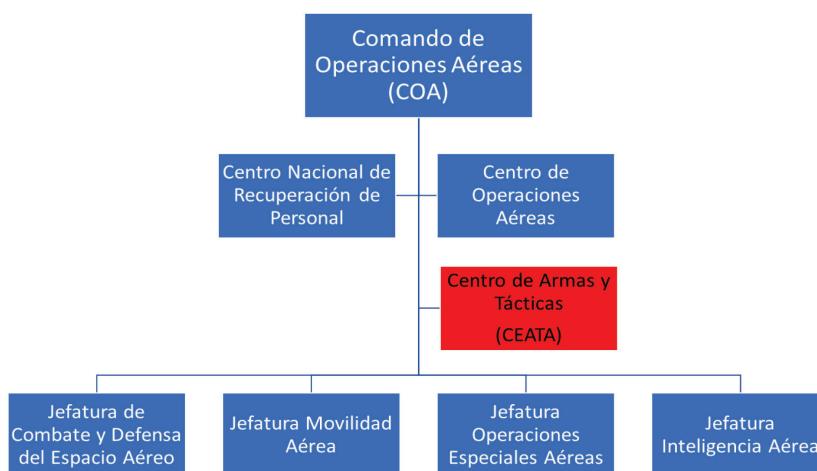 Comando de
Operaciones Aéreas
(COA)
Centro Nacional de
Recuperación de
Personal
Centro de
Operaciones
Aéreas
Centro de Armas y
Tácticas
(CEATA)
Jefatura de
Combate y Defensa
del Espacio Aéreo
Jefatura Movilidad
Aérea
Jefatura
Operaciones
Especiales Aéreas
Jefatura
Inteligencia Aérea